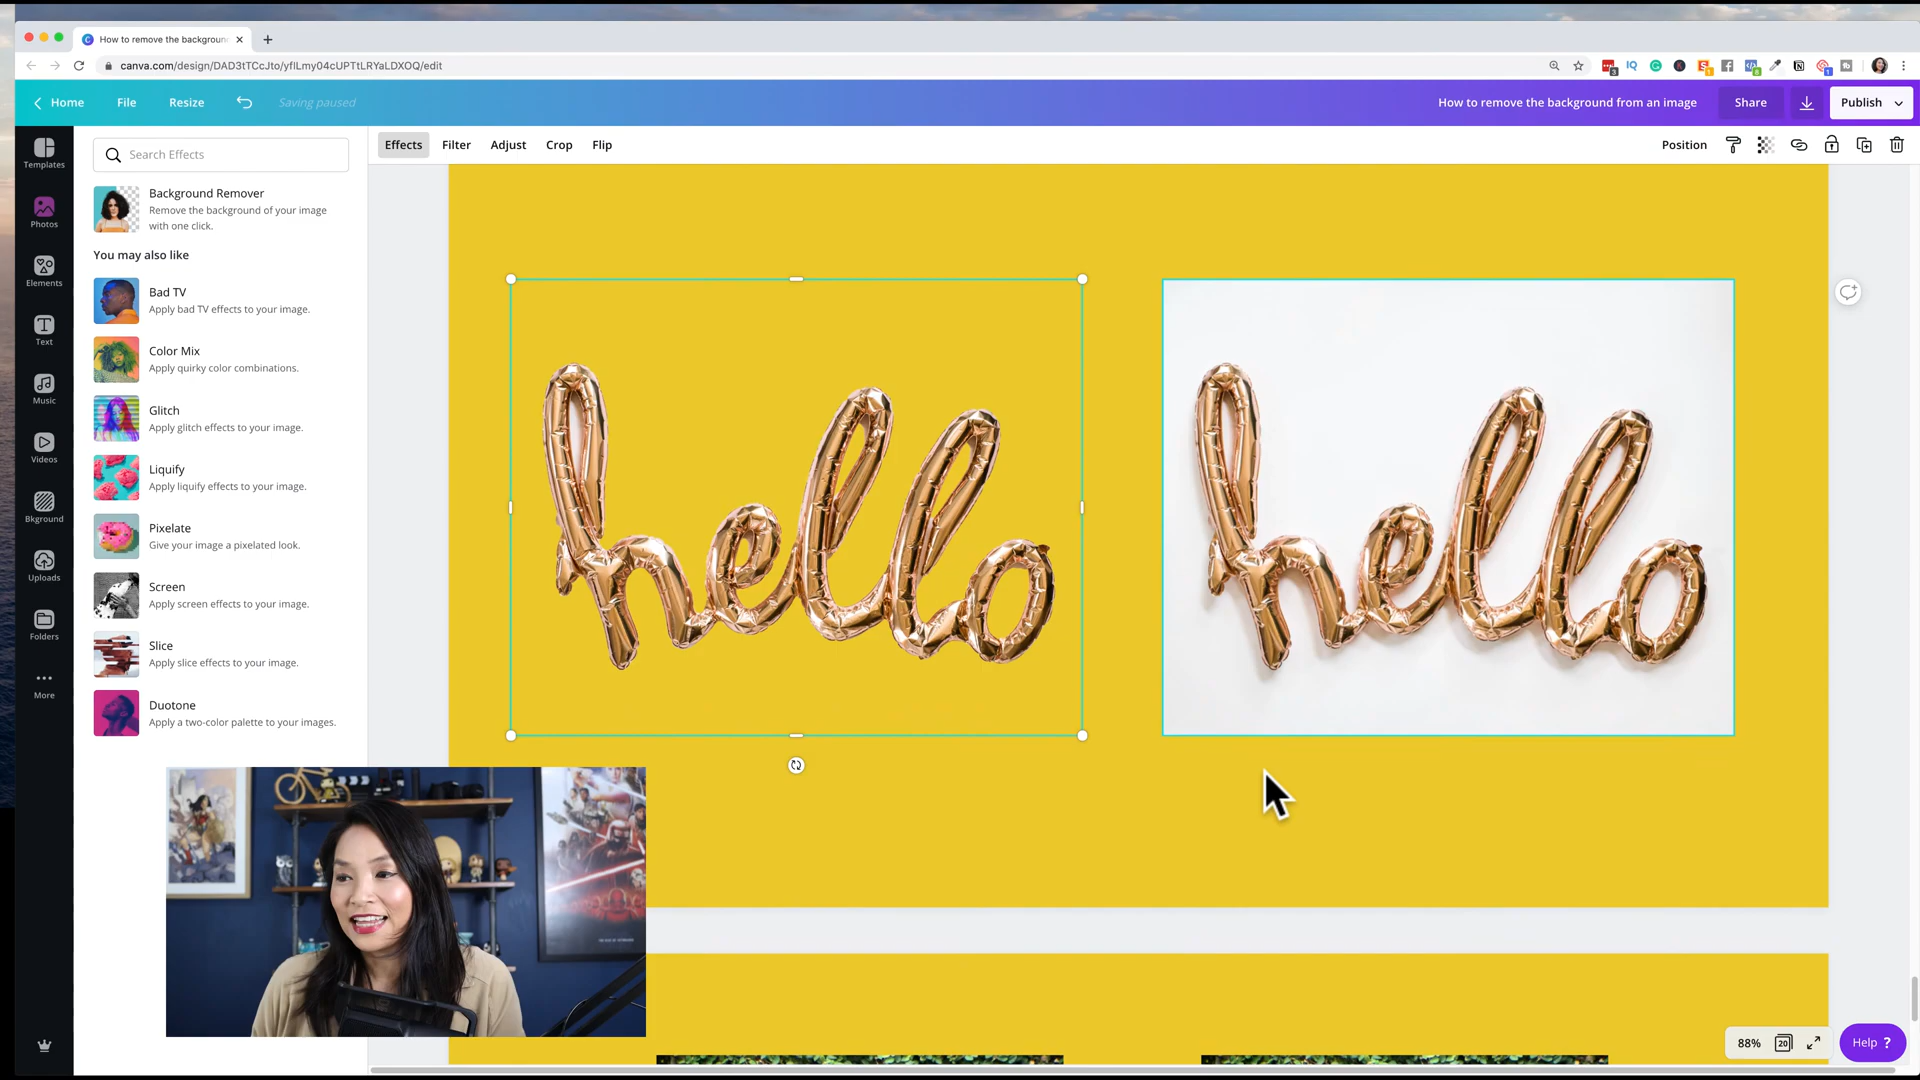 How to remove the backgroun
canva.com/design/DAD3tTCcJto/yflLmy04cUPTtLRYaLDXOQ/edit
Home
File
Resize
Saving paused
How to remove the background from an image
Share
Publish
Templates
Photos
Elements
Text
Music
Videos
Bkground
Uploads
Folders
More
Search Effects
Background Remover
Remove the background of your image
with one click.
You may also like
Bad TV
Apply bad TV effects to your image.
Color Mix
Apply quirky color combinations.
Glitch
Apply glitch effects to your image.
Liquify
Apply liquify effects to your image.
Pixelate
Give your image a pixelated look.
Screen
Apply screen effects to your image.
Slice
Apply slice effects to your image.
Duotone
Apply a two-color palette to your images.
Effects
Filter
Adjust
Crop
Flip
Position
hello
hello
88%
20
Help ?